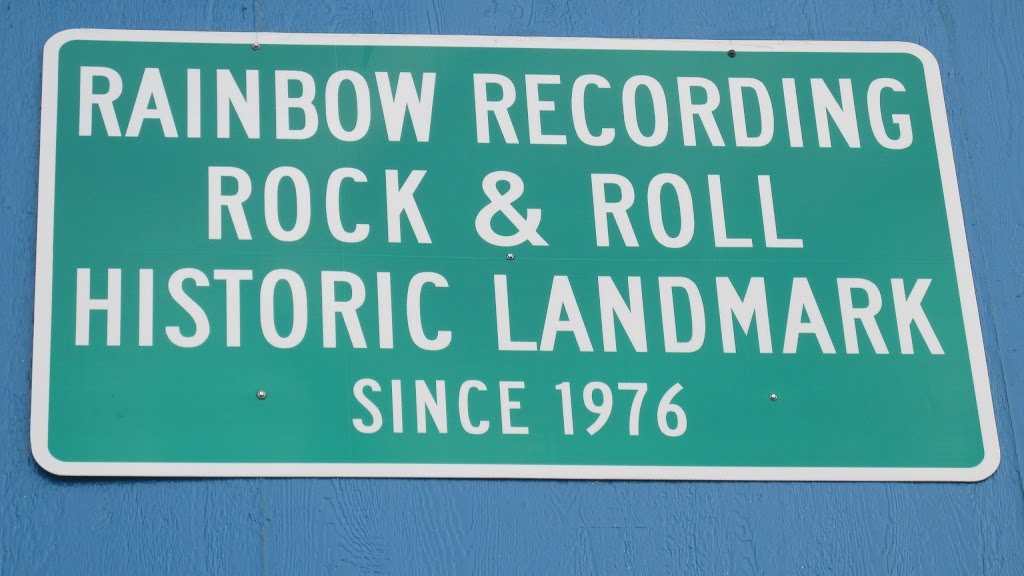 RAINBOW RECORDING
ROCK & ROLL
HISTORIC LANDMARK
SINCE 1976